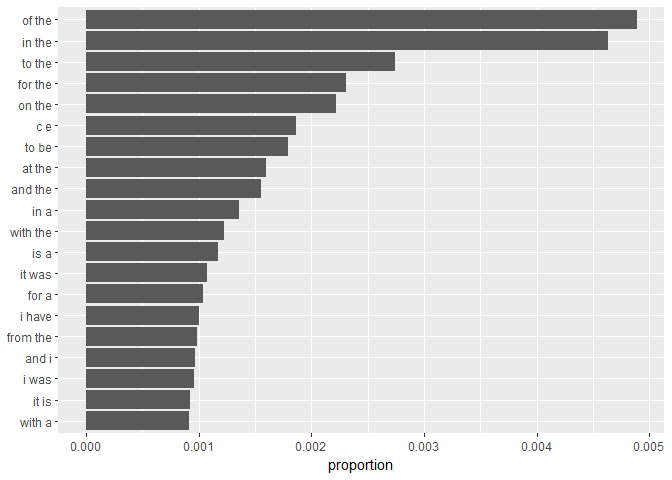 of the
in the
to the
for the
on the
c e
to be
at the
and the
in a
with the
is a
it was
for a
i have
from the
and i
i was
it is
with a
0.000 0.001 0.002 0.003 0.004 0.005
proportion